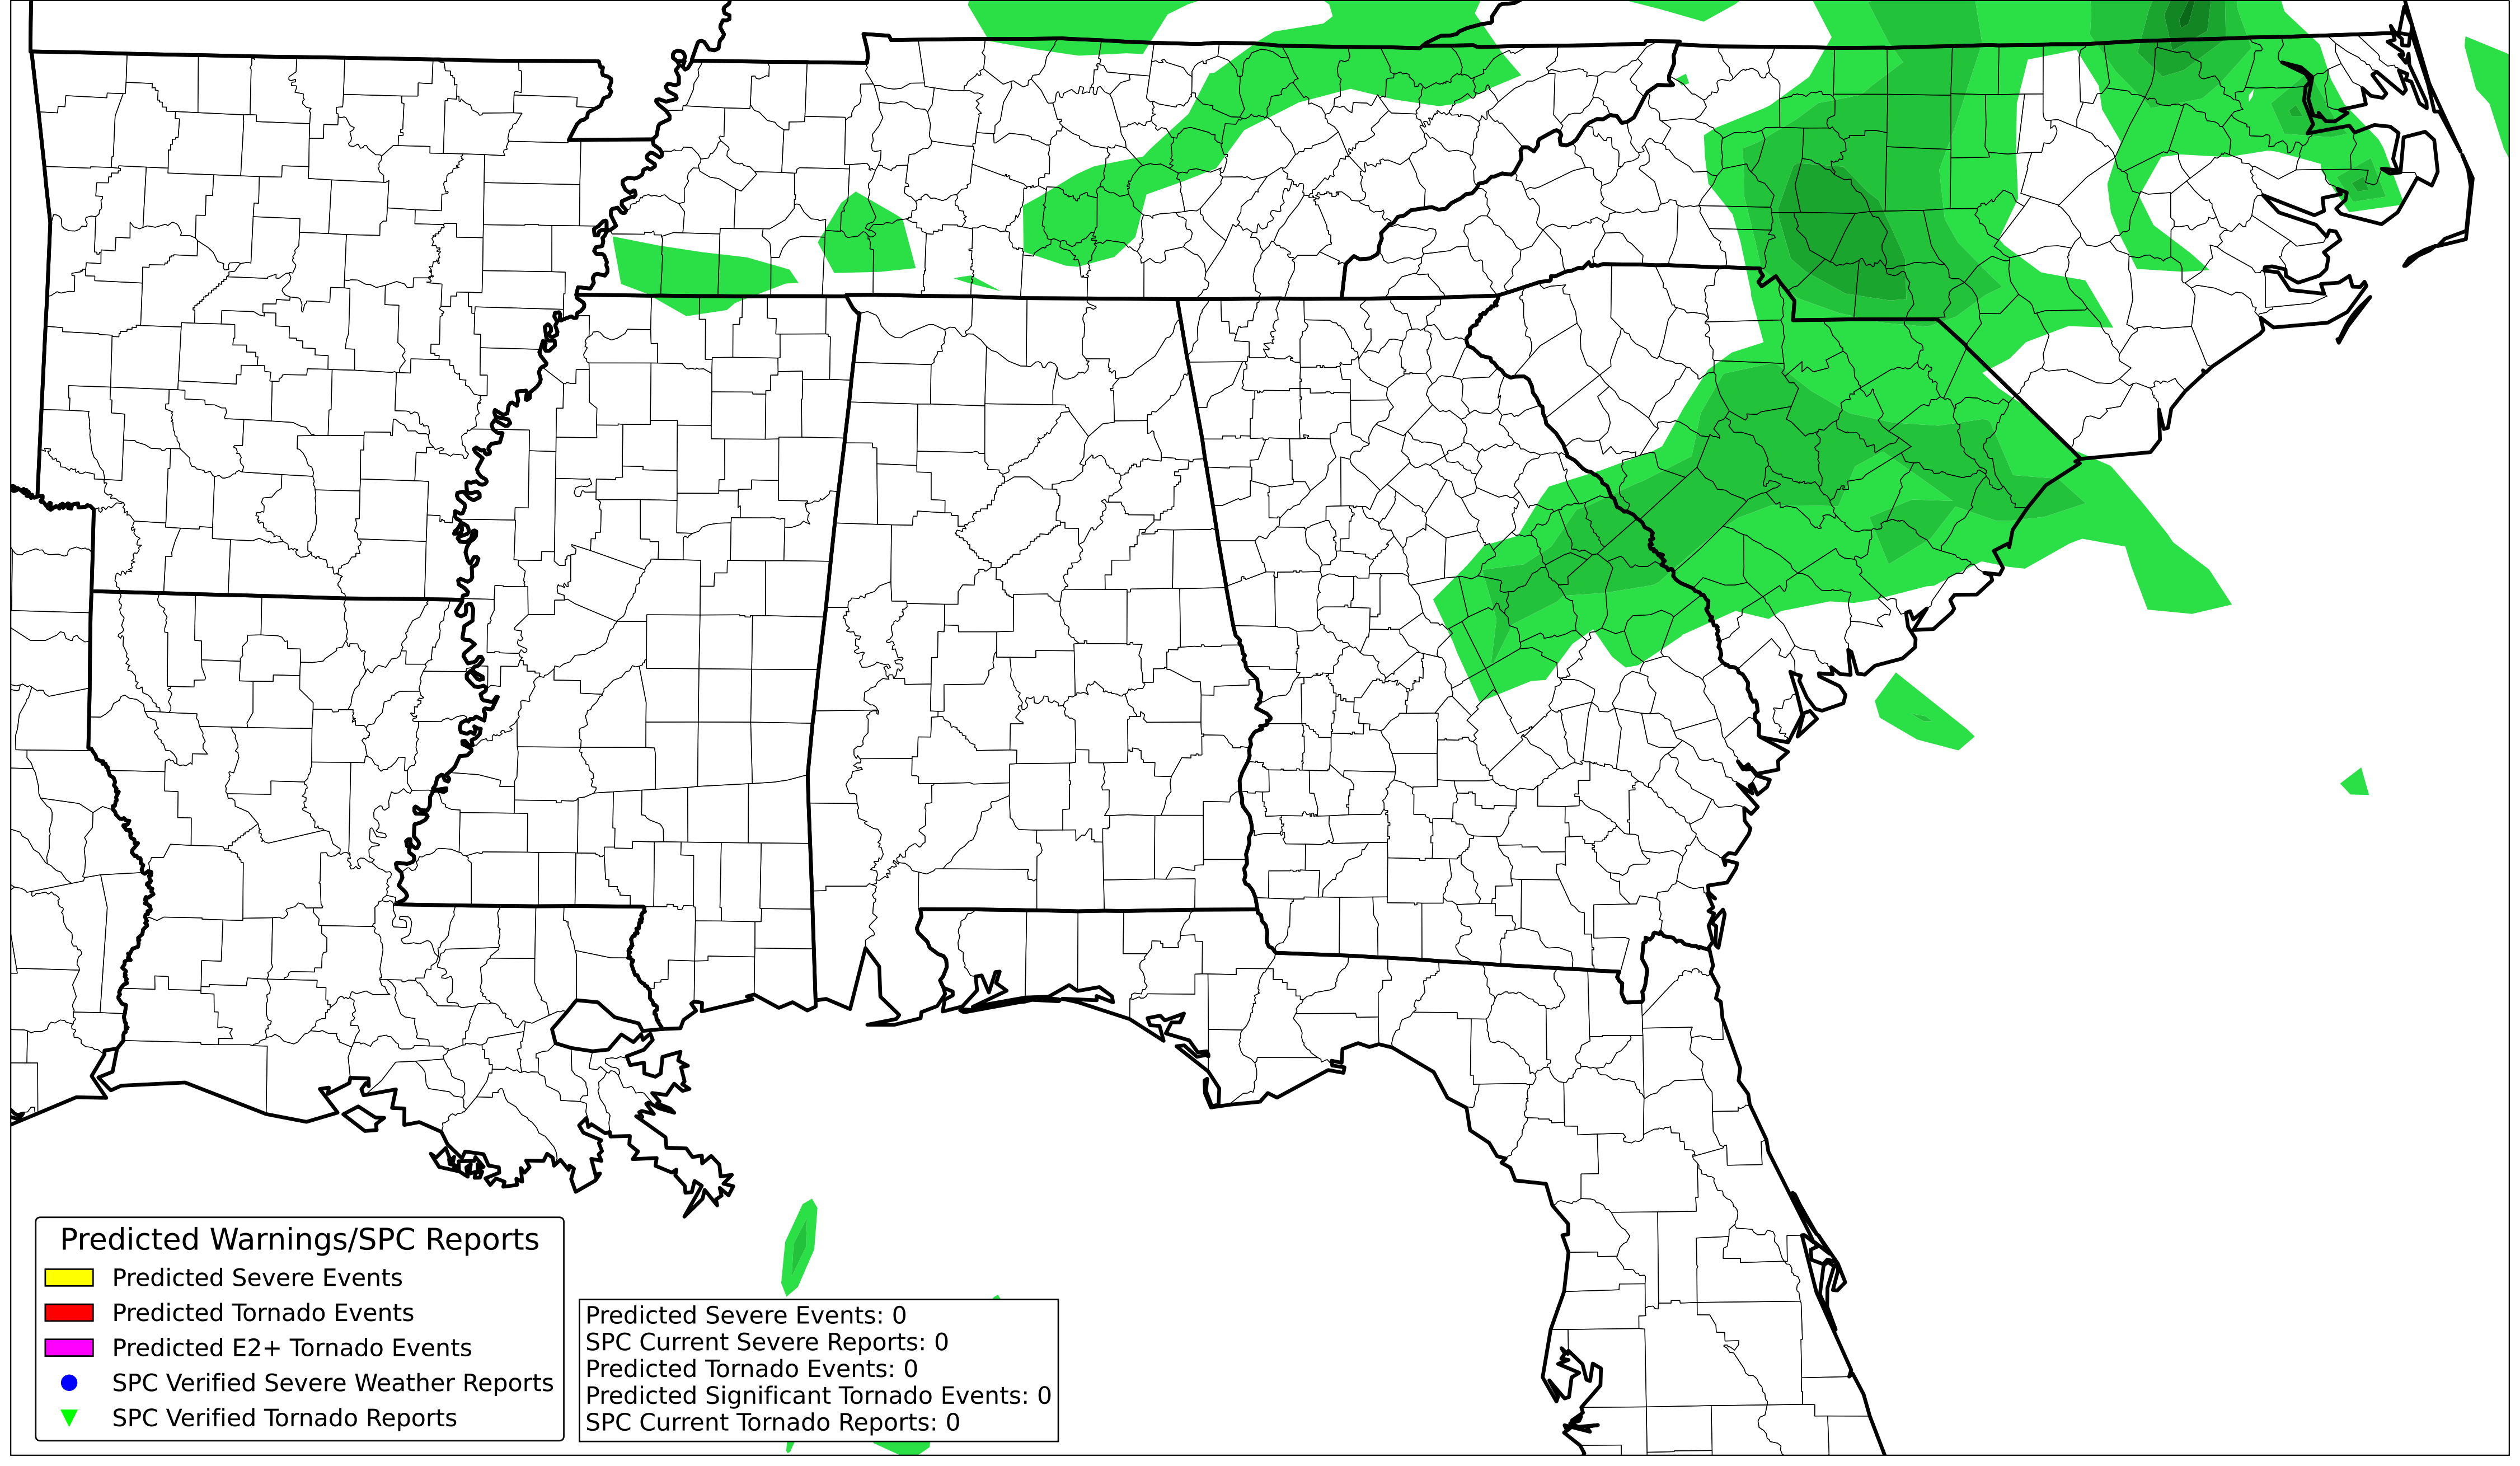 Predicted Warnings/SPC Reports
Predicted Severe Events
Predicted Tornado Events
Predicted E2+ Tornado Events
SPC Verified Severe Weather Reports
SPC Verified Tornado Reports
Predicted Severe Events: 0
SPC Current Severe Reports: 0
Predicted Tornado Events: 0
Predicted Significant Tornado Events: 0
SPC Current Tornado Reports: 0